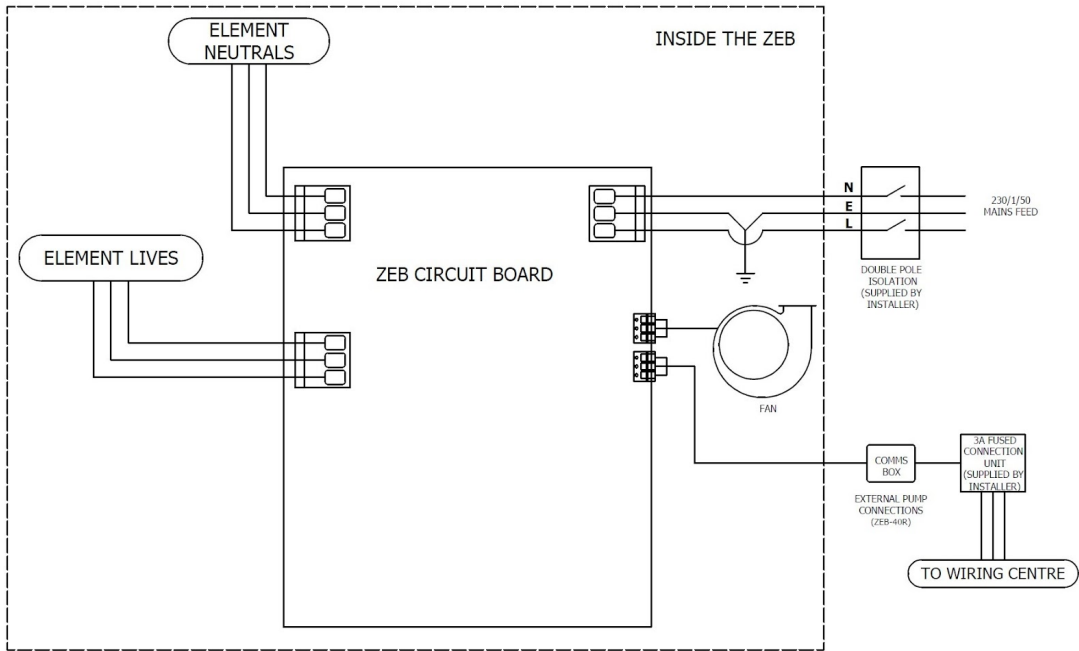 ELEMENT
NEUTRALS
INSIDE THE ZEB
N
E
L
230/1/50
MAINS FEED
ELEMENT LIVES
ZEB CIRCUIT BOARD
DOUBLE POLE
ISOLATION
(SUPPLIED BY
INSTALLER)
FAN
COMMS
BOX
3A FUSED
CONNECTION
UNIT
(SUPPLIED BY
INSTALLER)
EXTERNAL PUMP
CONNECTIONS
(ZEB-40R)
TO WIRING CENTRE